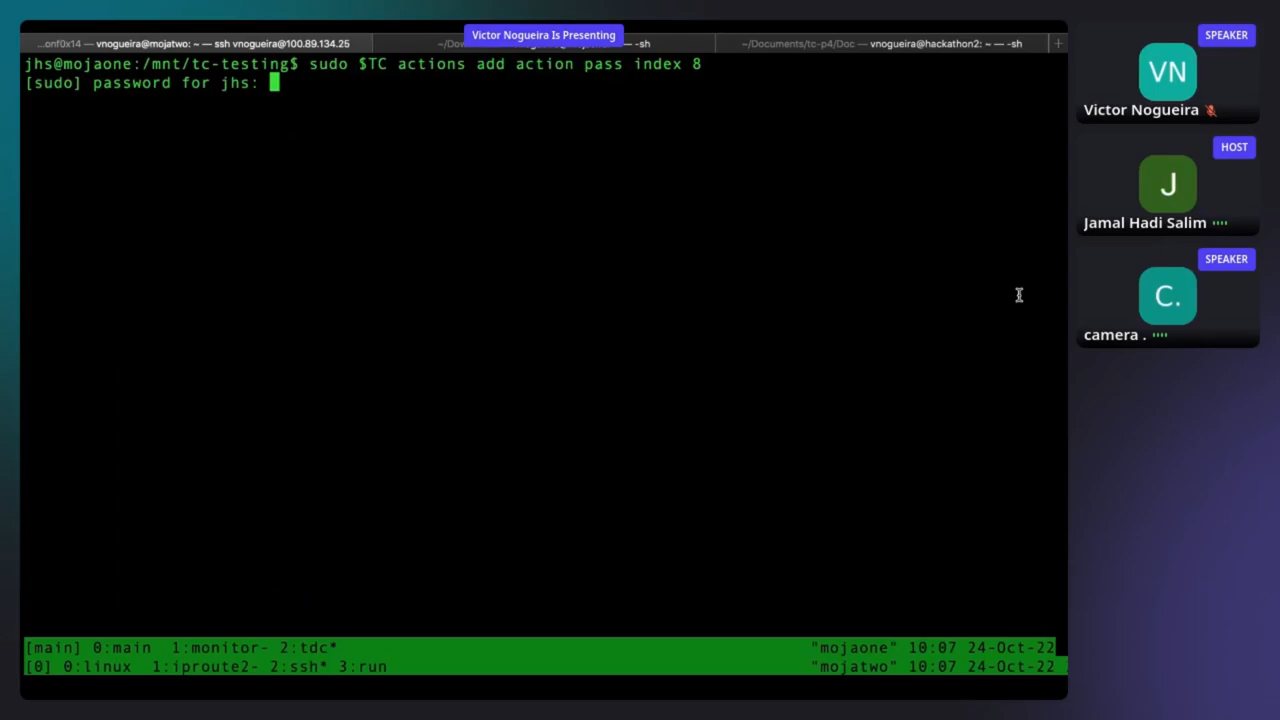 Victor Nogueira Is Presenting
...onf0x14 — vnogueira@mojatwo: ~ — ssh vnogueira@100.89.134.25
~/Dow — -sh
~/Documents/tc-p4/Doc — vnogueira@hackathon2: ~ — -sh
+
jhs@mojaone:/mnt/tc-testing$ sudo $TC actions add action pass index 8
[sudo] password for jhs:
[main] 0:main 1:monitor- 2:tdc* "mojaone" 10:07 24-Oct-22
[0] 0:linux 1:iproute2- 2:ssh* 3:run "mojatwo" 10:07 24-Oct-22
SPEAKER
VN
Victor Nogueira
HOST
J
Jamal Hadi Salim
SPEAKER
C.
camera .